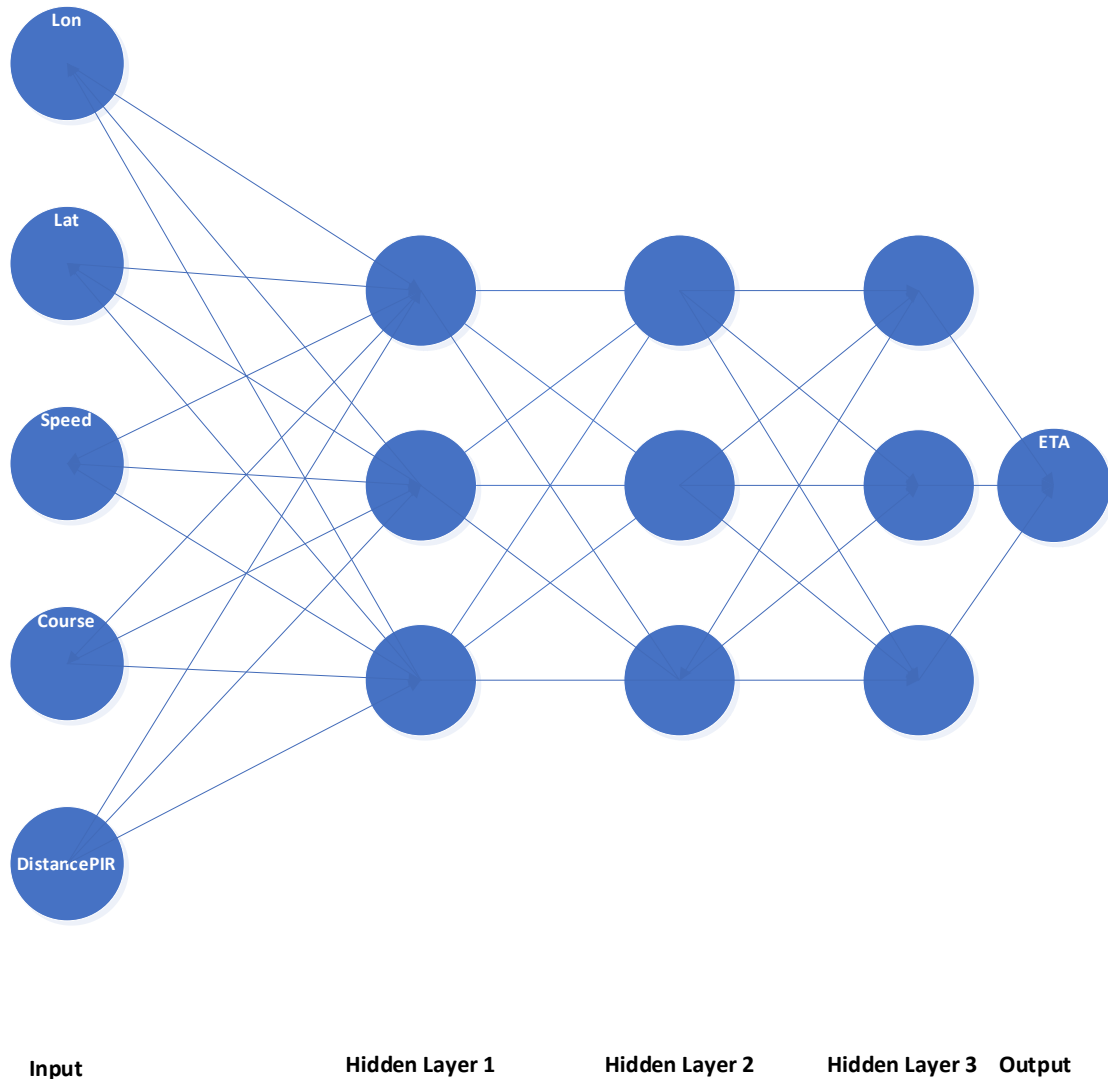 Lon
Lat
Speed
ETA
Course
DistancePIR
Input
Hidden Layer 1
Hidden Layer 2
Hidden Layer 3
Output